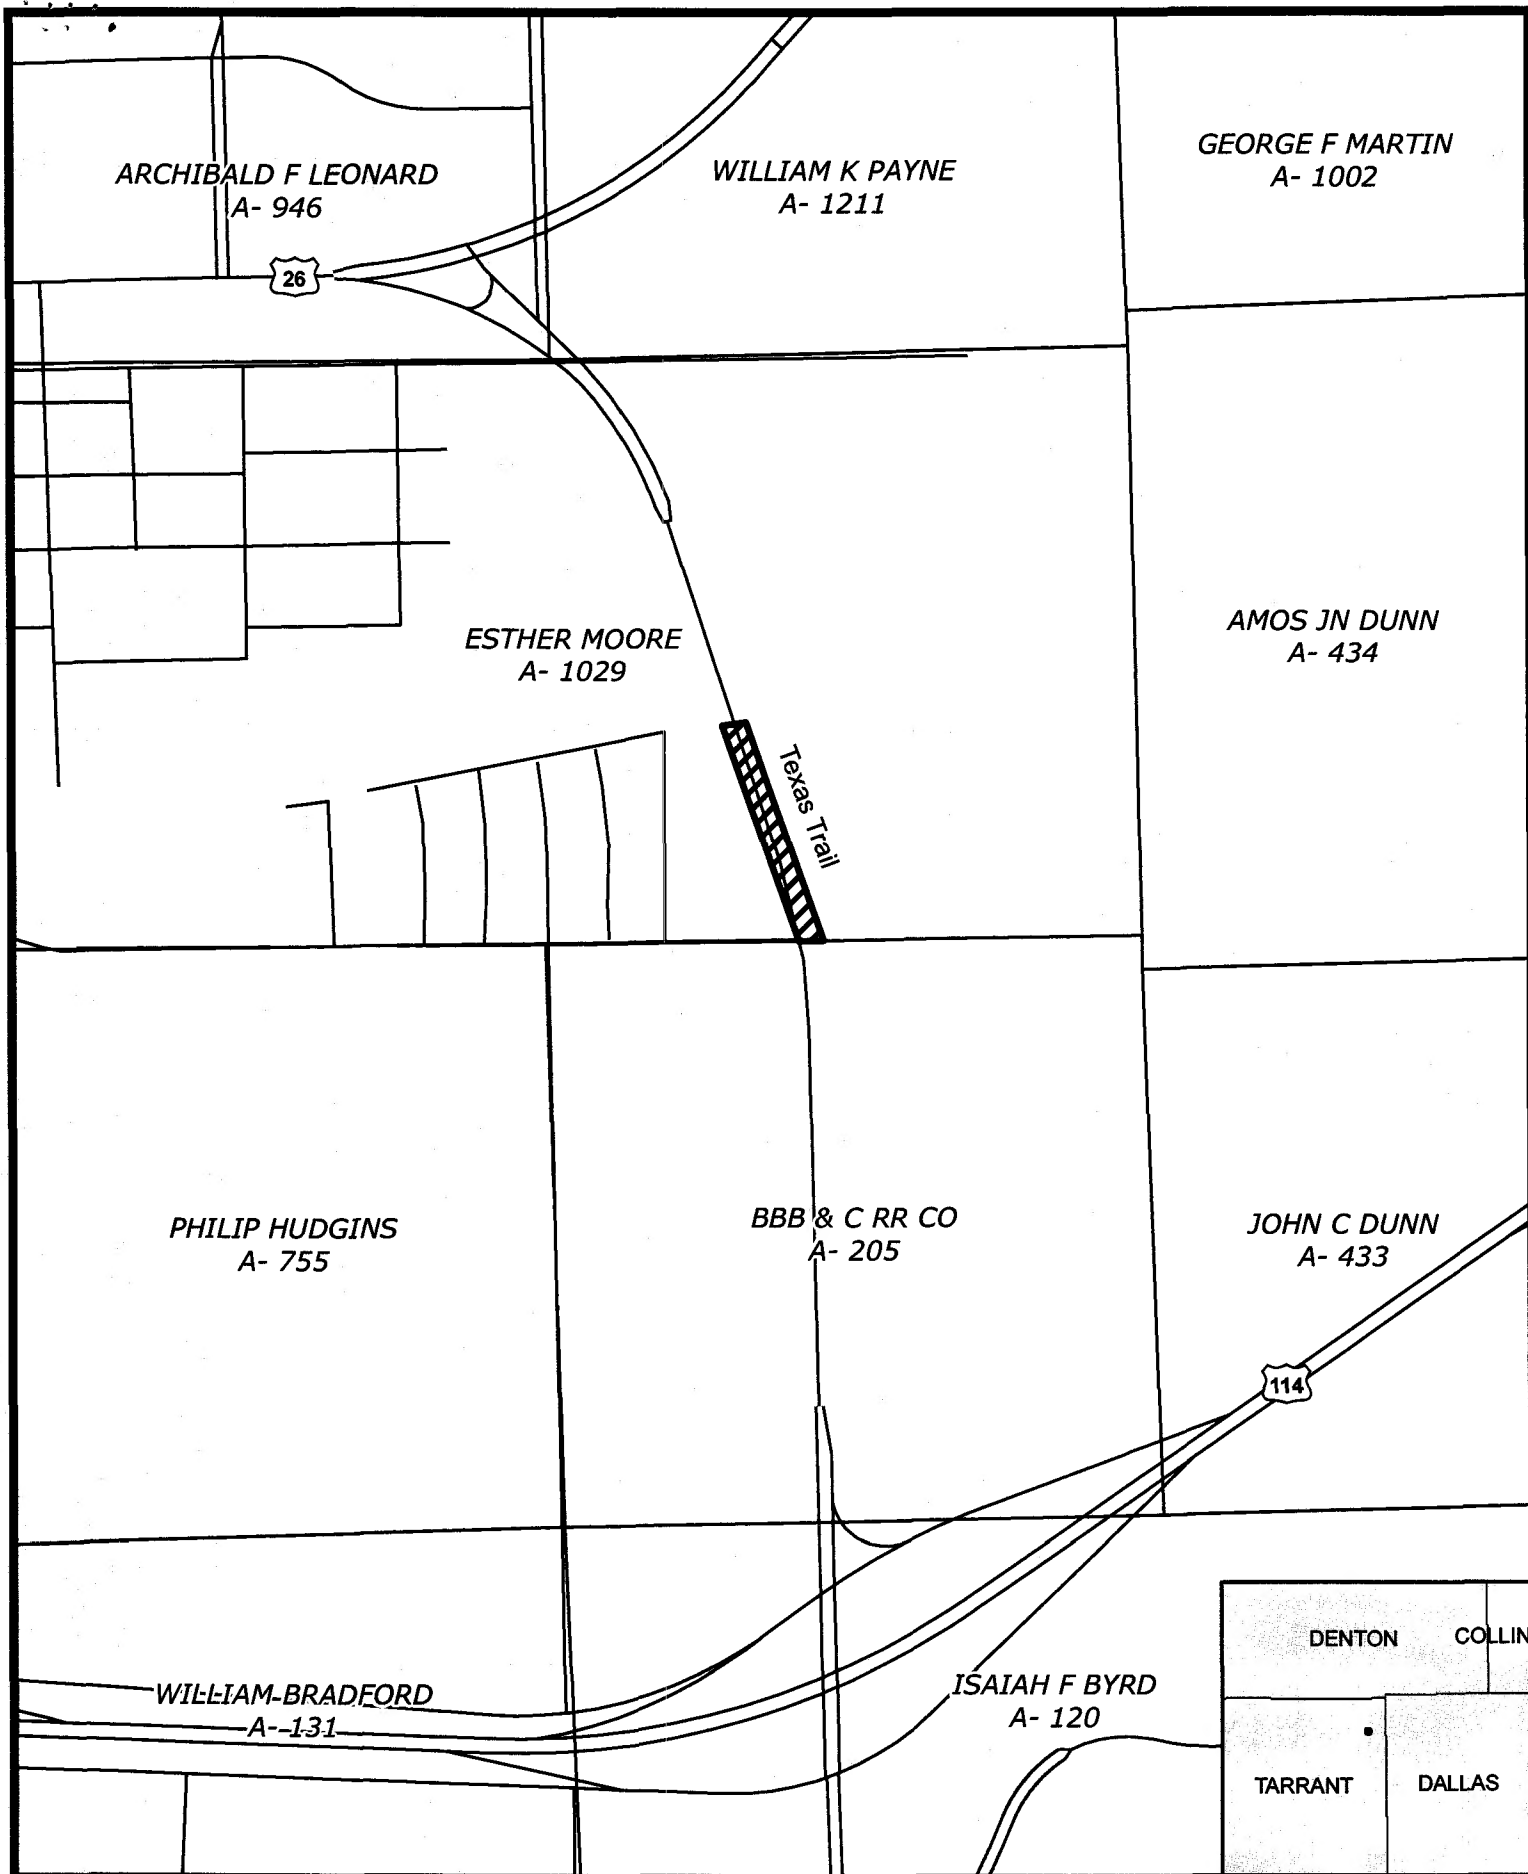 ARCHIBALD F LEONARD
A- 946
WILLIAM K PAYNE
A- 1211
GEORGE F MARTIN
A- 1002
26
ESTHER MOORE
A- 1029
AMOS JN DUNN
A- 434
Texas Trail
PHILIP HUDGINS
A- 755
BBB & C RR CO
A- 205
JOHN C DUNN
A- 433
114
WILLIAM BRADFORD
A- 131
ISAIAH F BYRD
A- 120
DENTON
COLLIN
TARRANT
DALLAS